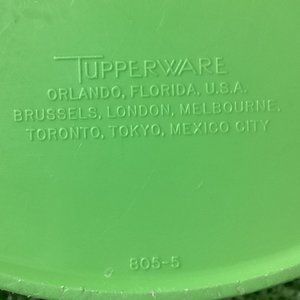 TUPPERWARE
ORLANDO, FLORIDA, U.S.A.
BRUSSELS, LONDON, MELBOURNE,
TORONTO, TOKYO, MEXICO CITY
805-5